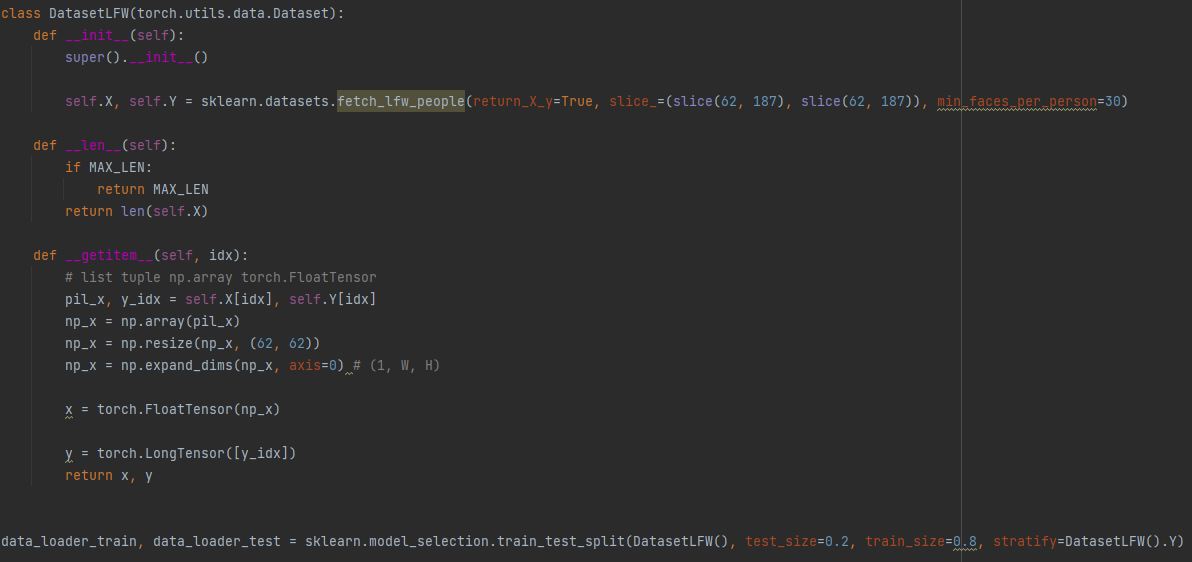 class DatasetLFW(torch.utils.data.Dataset):
    def __init__(self):
        super().__init__()
        self.X, self.Y = sklearn.datasets.fetch_lfw_people(return_X_y=True, slice_=(slice(62, 187), slice(62, 187)), min_faces_per_person=30)
    def __len__(self):
        if MAX_LEN:
            return MAX_LEN
        return len(self.X)
    def __getitem__(self, idx):
        # list tuple np.array torch.FloatTensor
        pil_x, y_idx = self.X[idx], self.Y[idx]
        np_x = np.array(pil_x)
        np_x = np.resize(np_x, (62, 62))
        np_x = np.expand_dims(np_x, axis=0) # (1, W, H)
        x = torch.FloatTensor(np_x)
        y = torch.LongTensor([y_idx])
        return x, y
data_loader_train, data_loader_test = sklearn.model_selection.train_test_split(DatasetLFW(), test_size=0.2, train_size=0.8, stratify=DatasetLFW().Y)